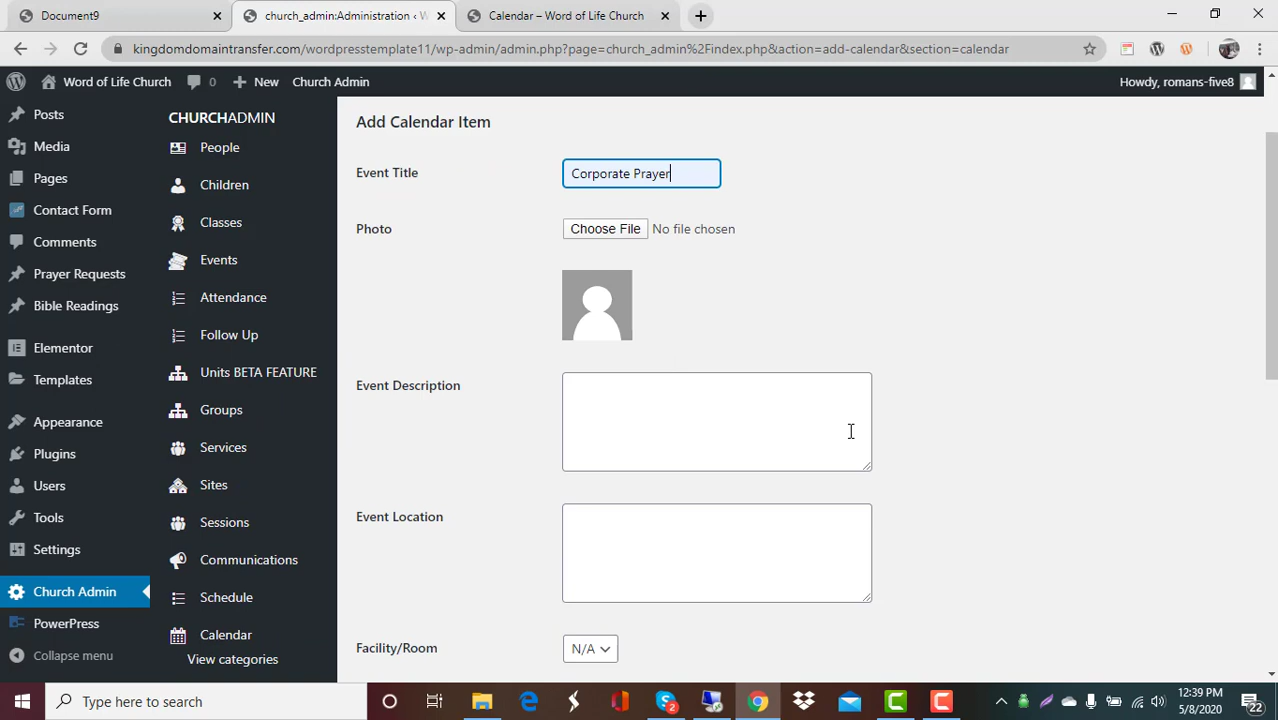 Document9
church_admin:Administration ‹ W
Calendar – Word of Life Church
kingdomdomaintransfer.com/wordpresstemplate11/wp-admin/admin.php?page=church_admin%2Findex.php&action=add-calendar&section=calendar
Word of Life Church
0
New
Church Admin
Howdy, romans-five8
Posts
Media
Pages
Contact Form
Comments
Prayer Requests
Bible Readings
Elementor
Templates
Appearance
Plugins
Users
Tools
Settings
Church Admin
PowerPress
Collapse menu
CHURCHADMIN
People
Children
Classes
Events
Attendance
Follow Up
Units BETA FEATURE
Groups
Services
Sites
Sessions
Communications
Schedule
Calendar
View categories
Add Calendar Item
Event Title
Corporate Prayer
Photo
Choose File No file chosen
Event Description
Event Location
Facility/Room
N/A
Type here to search
2
12:39 PM
5/8/2020
22